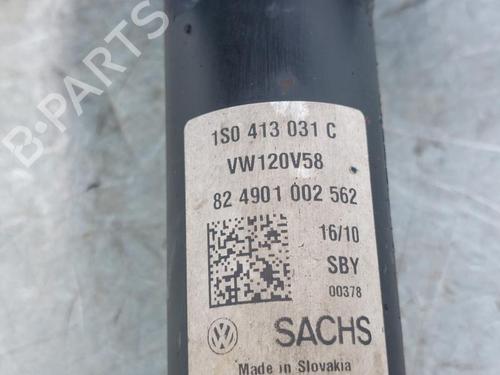 B-PARTS
1S0 413 031 C
VW120V58
82 4901 002 562
16/10
SBY
00378
SACHS
Made in Slovakia